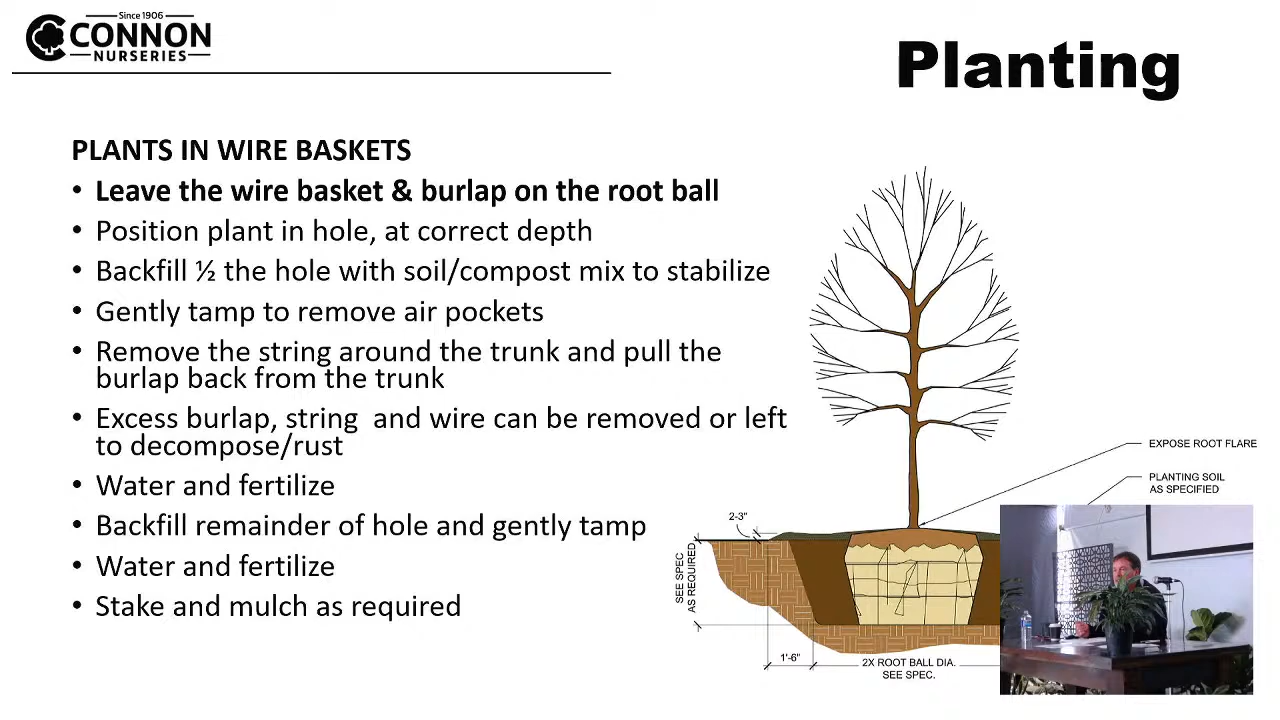 Since 1906
CONNON
NURSERIES
Planting
PLANTS IN WIRE BASKETS
• Leave the wire basket & burlap on the root ball
• Position plant in hole, at correct depth
• Backfill ½ the hole with soil/compost mix to stabilize
• Gently tamp to remove air pockets
• Remove the string around the trunk and pull the
burlap back from the trunk
• Excess burlap, string  and wire can be removed or left
to decompose/rust
• Water and fertilize
• Backfill remainder of hole and gently tamp
• Water and fertilize
• Stake and mulch as required
EXPOSE ROOT FLARE
PLANTING SOIL
AS SPECIFIED
2-3"
SEE SPEC
AS REQUIRED
1'-6"
2X ROOT BALL DIA.
SEE SPEC.